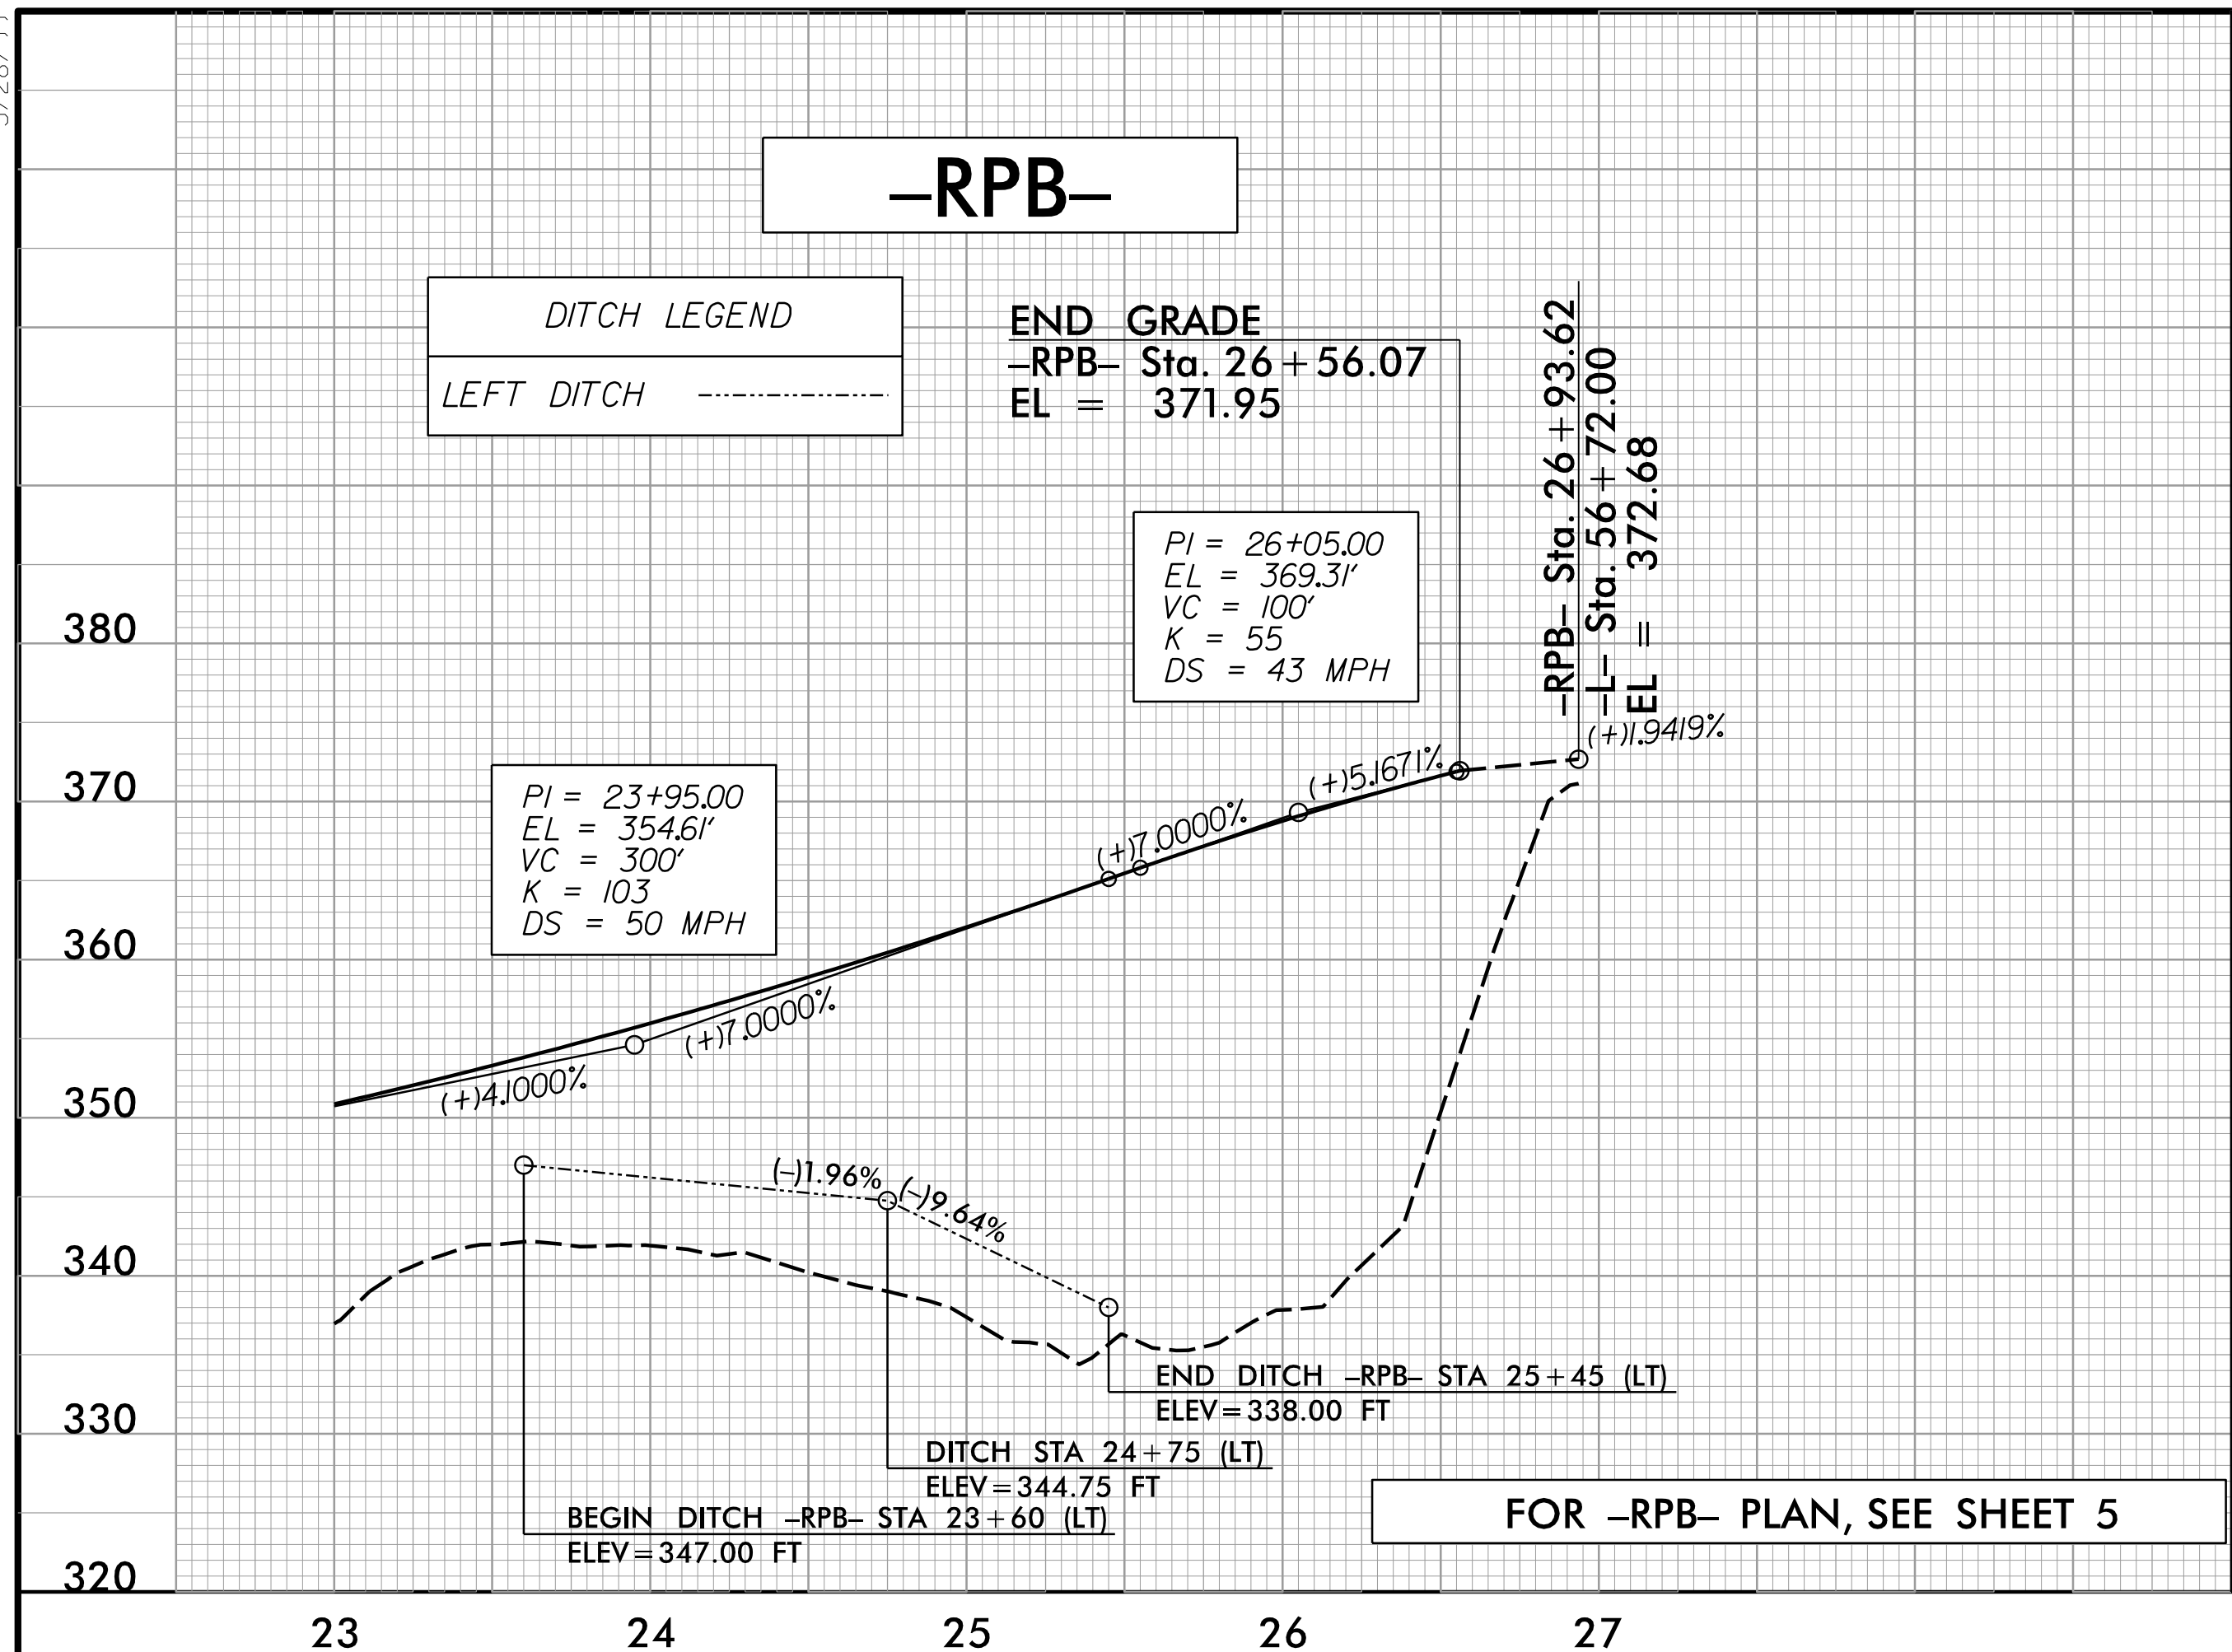 –RPB–
DITCH LEGEND
LEFT DITCH
END GRADE
–RPB– Sta. 26+56.07
EL = 371.95
–RPB– Sta. 26+93.62
–L– Sta. 56+72.00
EL = 372.68
PI = 26+05.00
EL = 369.31'
VC = 100'
K = 55
DS = 43 MPH
PI = 23+95.00
EL = 354.61'
VC = 300'
K = 103
DS = 50 MPH
(+)4.1000%
(+)7.0000%
(+)7.0000%
(+)5.1671%
(+)1.9419%
(–)1.96%
(–)9.64%
END DITCH –RPB– STA 25+45 (LT)
ELEV=338.00 FT
DITCH STA 24+75 (LT)
ELEV=344.75 FT
BEGIN DITCH –RPB– STA 23+60 (LT)
ELEV=347.00 FT
FOR –RPB– PLAN, SEE SHEET 5
380
370
360
350
340
330
320
23 24 25 26 27